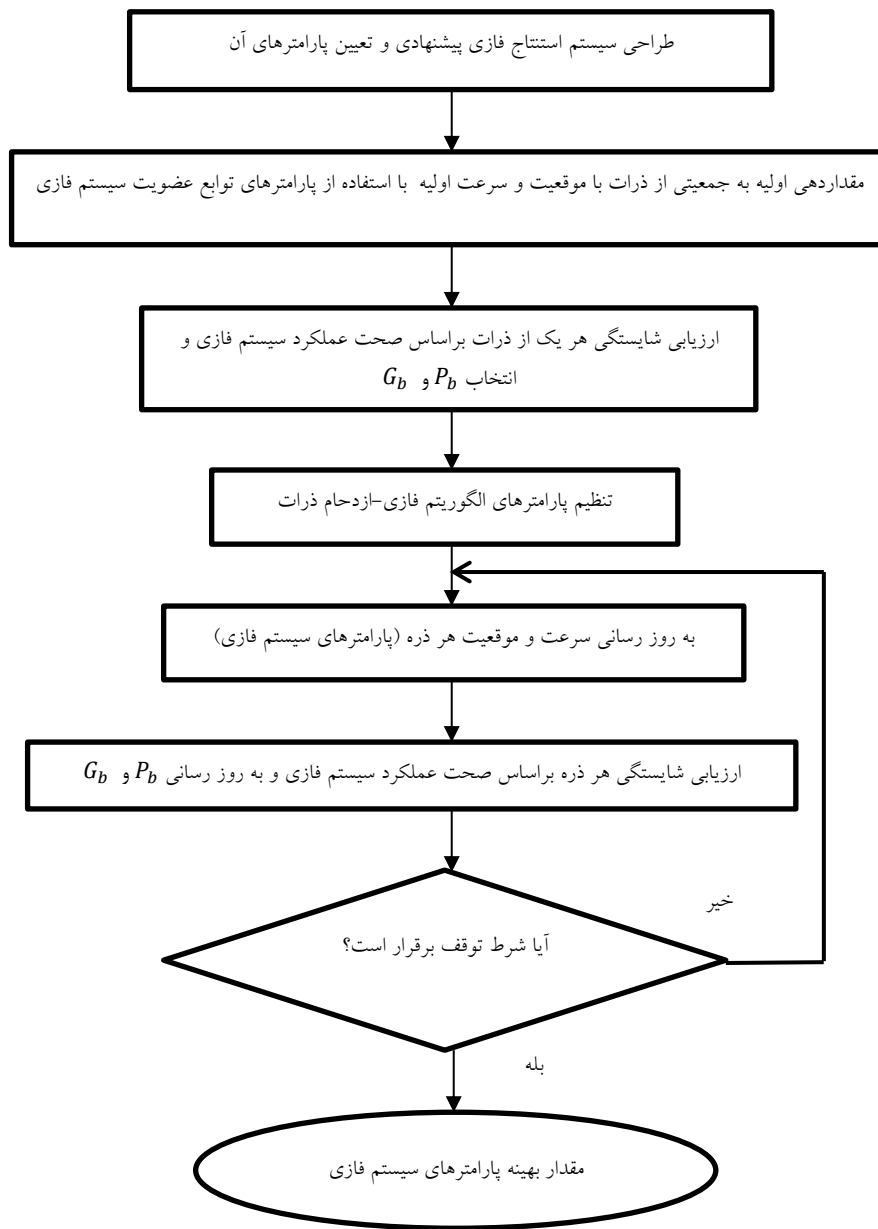 طراحی سیستم استنتاج فازی پیشنهادی و تعیین پارامترهای آن
مقداردهی اولیه به جمعیتی از ذرات با موقعیت و سرعت اولیه با استفاده از پارامترهای توابع عضویت سیستم فازی
ارزیابی شایستگی هر یک از ذرات براساس صحت عملکرد سیستم فازی و
انتخاب P_b و G_b
تنظیم پارامترهای الگوریتم فازی-ازدحام ذرات
به روز رسانی سرعت و موقعیت هر ذره (پارامترهای سیستم فازی)
ارزیابی شایستگی هر ذره براساس صحت عملکرد سیستم فازی و به روز رسانی P_b و G_b
خیر
آیا شرط توقف برقرار است؟
بله
مقدار بهینه پارامترهای سیستم فازی